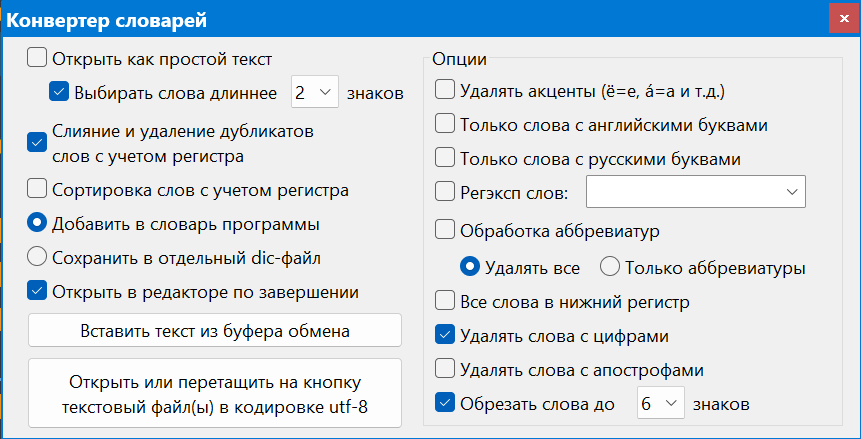 Конвертер словарей
Открыть как простой текст
Выбирать слова длиннее 2 знаков
Слияние и удаление дубликатов
слов с учетом регистра
Сортировка слов с учетом регистра
Добавить в словарь программы
Сохранить в отдельный dic-файл
Открыть в редакторе по завершении
Вставить текст из буфера обмена
Открыть или перетащить на кнопку
текстовый файл(ы) в кодировке utf-8
Опции
Удалять акценты (ё=е, á=a и т.д.)
Только слова с английскими буквами
Только слова с русскими буквами
Регэксп слов:
Обработка аббревиатур
Удалять все Только аббревиатуры
Все слова в нижний регистр
Удалять слова с цифрами
Удалять слова с апострофами
Обрезать слова до 6 знаков